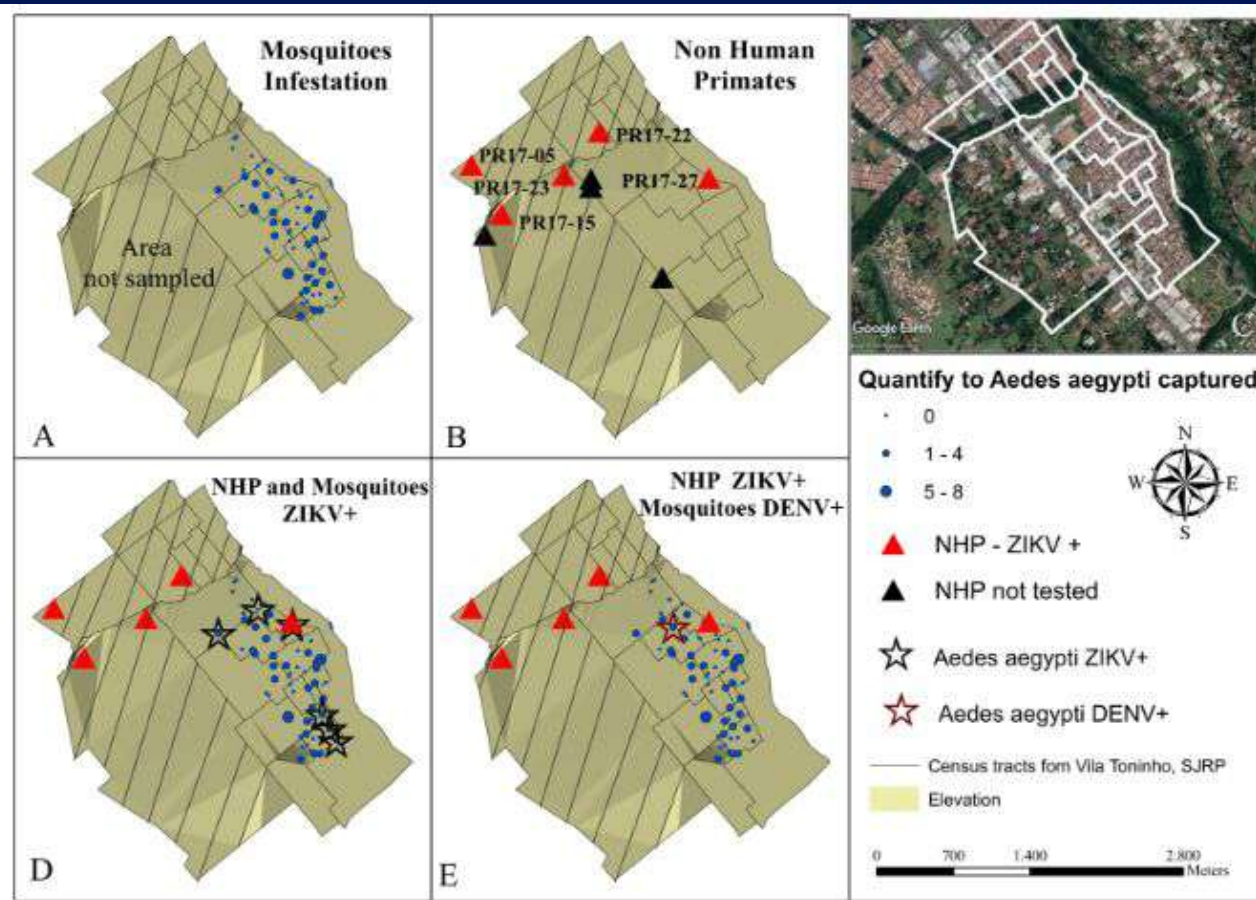 Mosquitoes
Infestation
Area
not sampled
A
Non Human
Primates
PR17-22
PR17-05
PR17-23
PR17-27
PR17-15
B
Google Earth
C
NHP and Mosquitoes
ZIKV+
D
NHP ZIKV+
Mosquitoes DENV+
E
Quantify to Aedes aegypti captured
0
1 - 4
5 - 8
N
W
E
S
NHP - ZIKV +
NHP not tested
Aedes aegypti ZIKV+
Aedes aegypti DENV+
Census tracts forn Vila Toninho, SJRP
Elevation
0 700 1.400 2.800
Meters